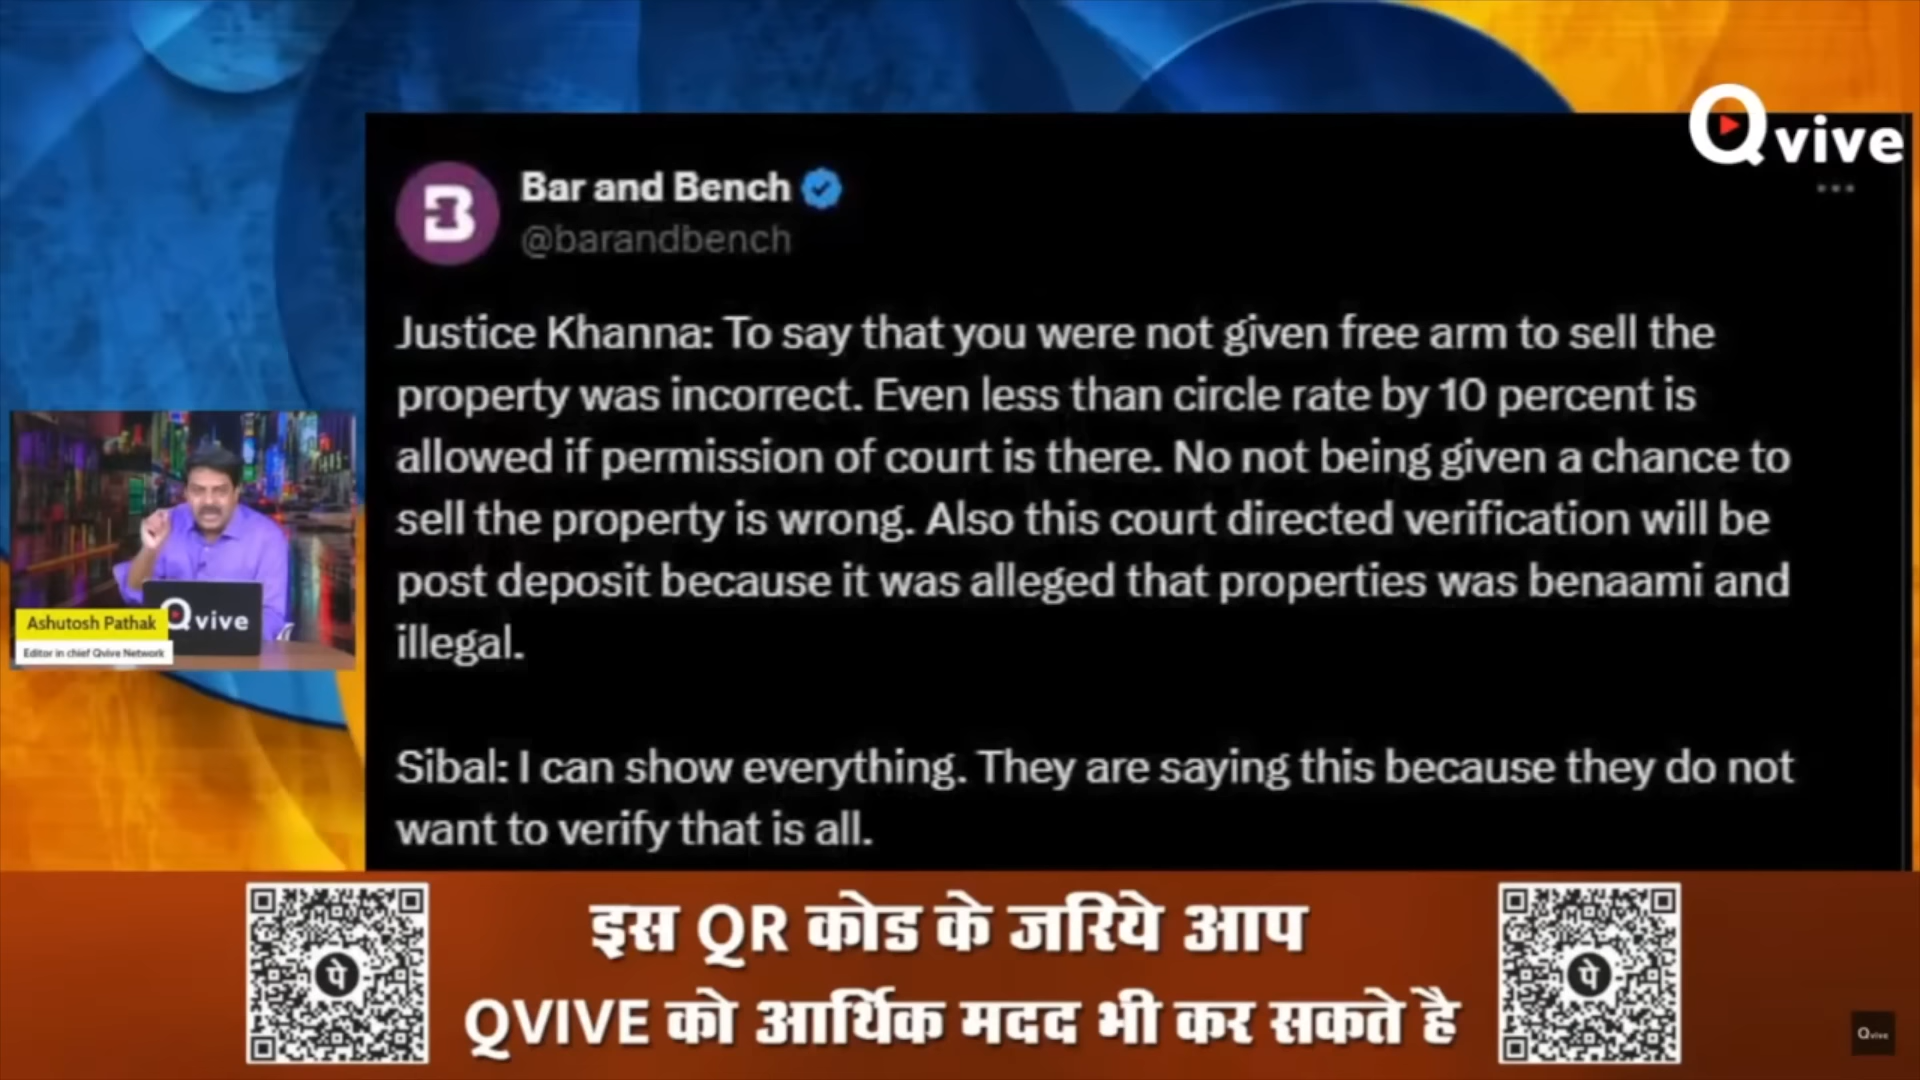 Qvive
Bar and Bench
@barandbench
Justice Khanna: To say that you were not given free arm to sell the
property was incorrect. Even less than circle rate by 10 percent is
allowed if permission of court is there. No not being given a chance to
sell the property is wrong. Also this court directed verification will be
post deposit because it was alleged that properties was benaami and
illegal.
Sibal: I can show everything. They are saying this because they do not
want to verify that is all.
Qvive
Ashutosh Pathak
Editor in chief Qvive Network
इस QR कोड के जरिये आप
QVIVE को आर्थिक मदद भी कर सकते है
पे
पे
Qvive